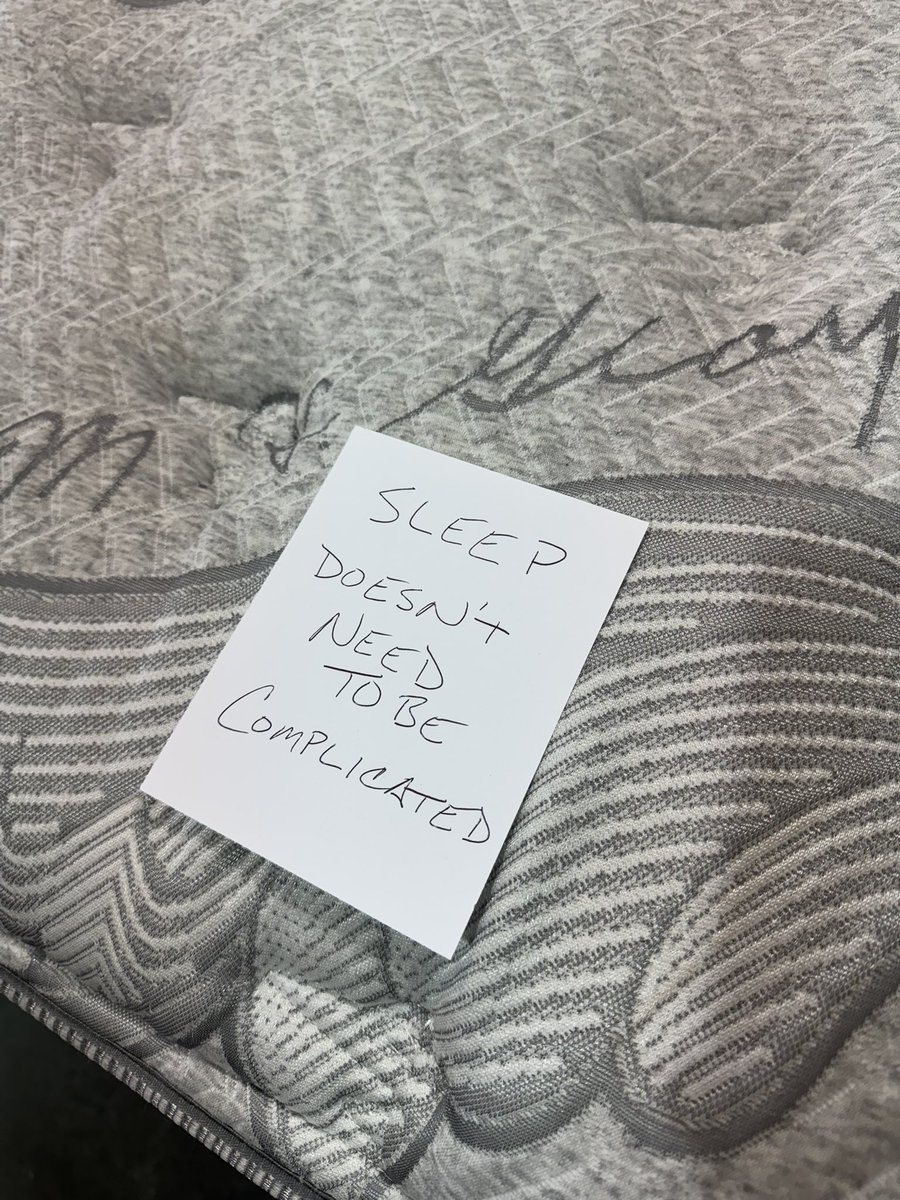 SLEEP
DOESN't
NEED
TO BE
COMPLICATED